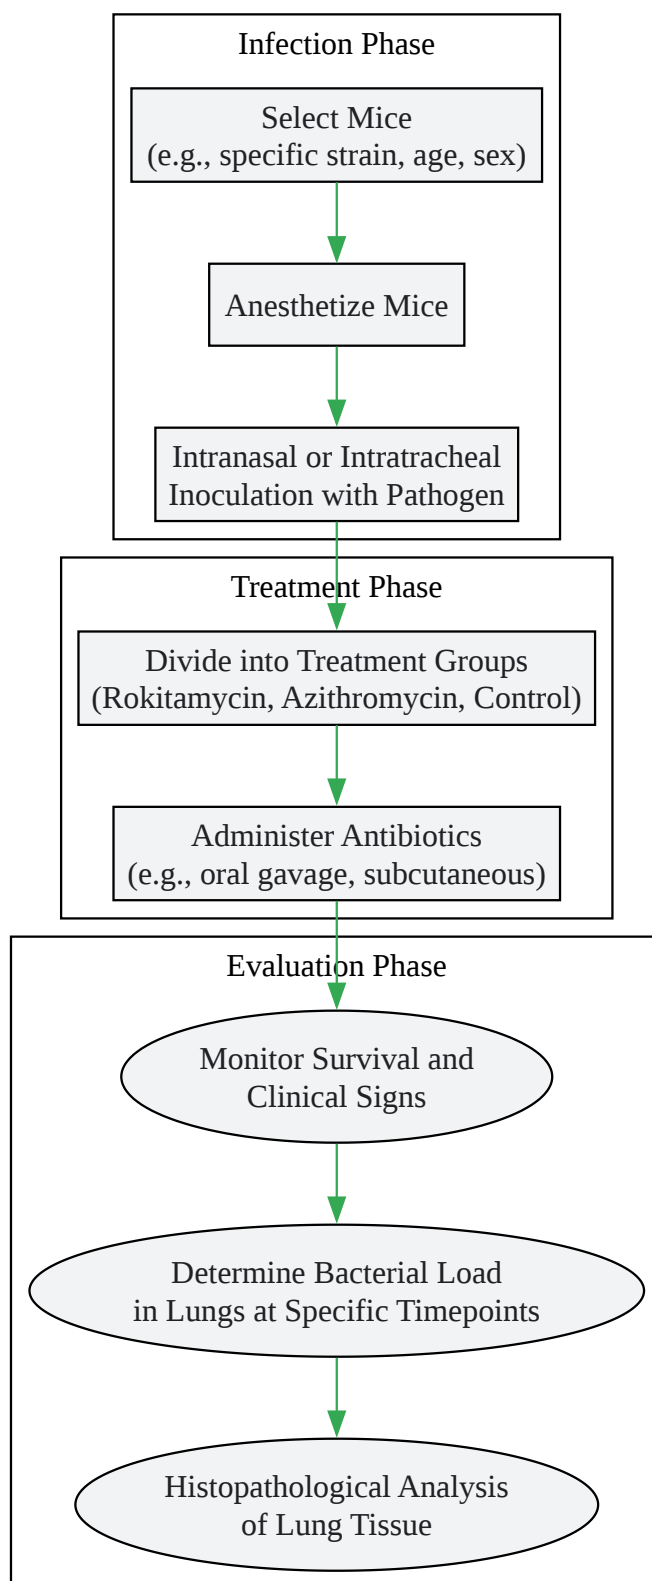 Infection Phase
Select Mice
(e.g., specific strain, age, sex)
Anesthetize Mice
Intranasal or Intratracheal
Inoculation with Pathogen
Treatment Phase
Divide into Treatment Groups
(Rokitamycin, Azithromycin, Control)
Administer Antibiotics
(e.g., oral gavage, subcutaneous)
Evaluation Phase
Monitor Survival and
Clinical Signs
Determine Bacterial Load
in Lungs at Specific Timepoints
Histopathological Analysis
of Lung Tissue